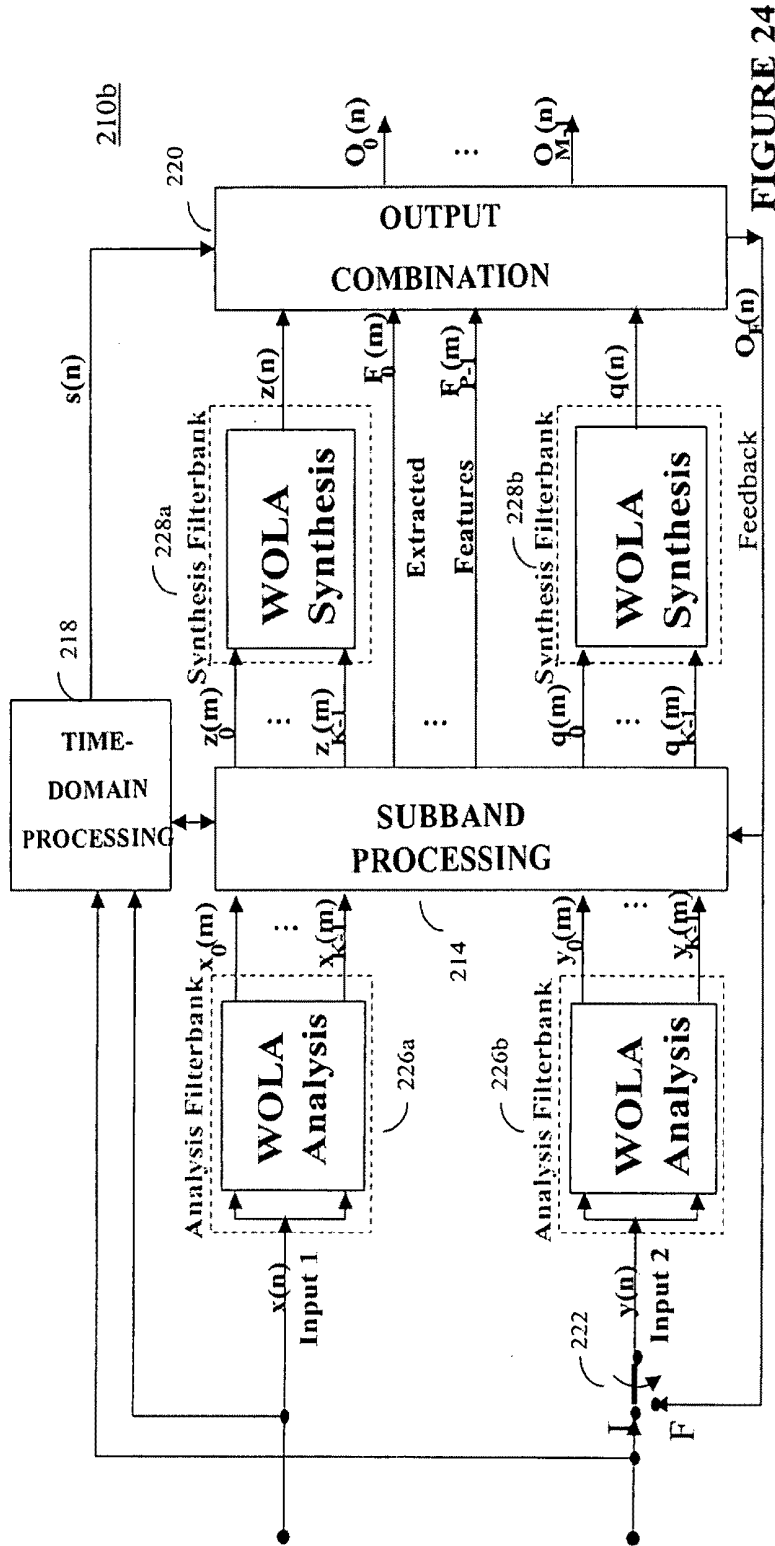 210b
s(n)
218
TIME-
DOMAIN
PROCESSING
220
OUTPUT
COMBINATION
O0(n)
...
OM-1(n)
x(n)
Input 1
Analysis Filterbank
WOLA
Analysis
226a
x0(m)
...
xK-1(m)
SUBBAND
PROCESSING
214
z0(m)
...
zK-1(m)
228a
Synthesis Filterbank
WOLA
Synthesis
z(n)
F0(m)
Extracted
...
Features
FP-1(m)
222
I
F
y(n)
Input 2
226b
Analysis Filterbank
WOLA
Analysis
y0(m)
...
yK-1(m)
q0(m)
...
qK-1(m)
228b
Synthesis Filterbank
WOLA
Synthesis
q(n)
Feedback
OF(n)
FIGURE 24